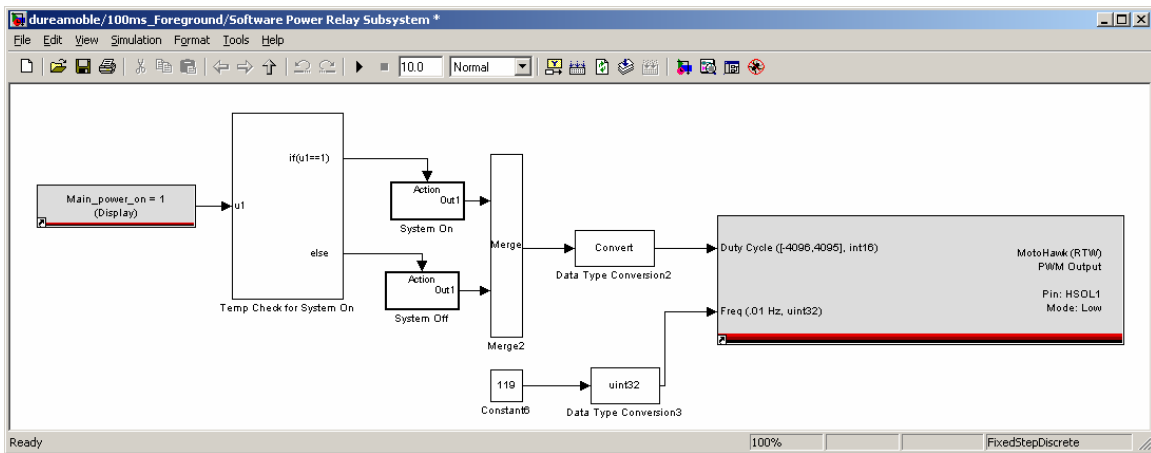 dureamoble/100ms_Foreground/Software Power Relay Subsystem *
File Edit View Simulation Format Tools Help
10.0 Normal
Main_power_on = 1
(Display)
u1
if(u1==1)
else
Temp Check for System On
Action
Out1
System On
Action
Out1
System Off
Merge
Merge2
Convert
Data Type Conversion2
119
Constant6
uint32
Data Type Conversion3
Duty Cycle ([-4096,4095], int16)
Freq (.01 Hz, uint32)
MotoHawk (RTW)
PWM Output
Pin: HSOL1
Mode: Low
Ready 100% FixedStepDiscrete